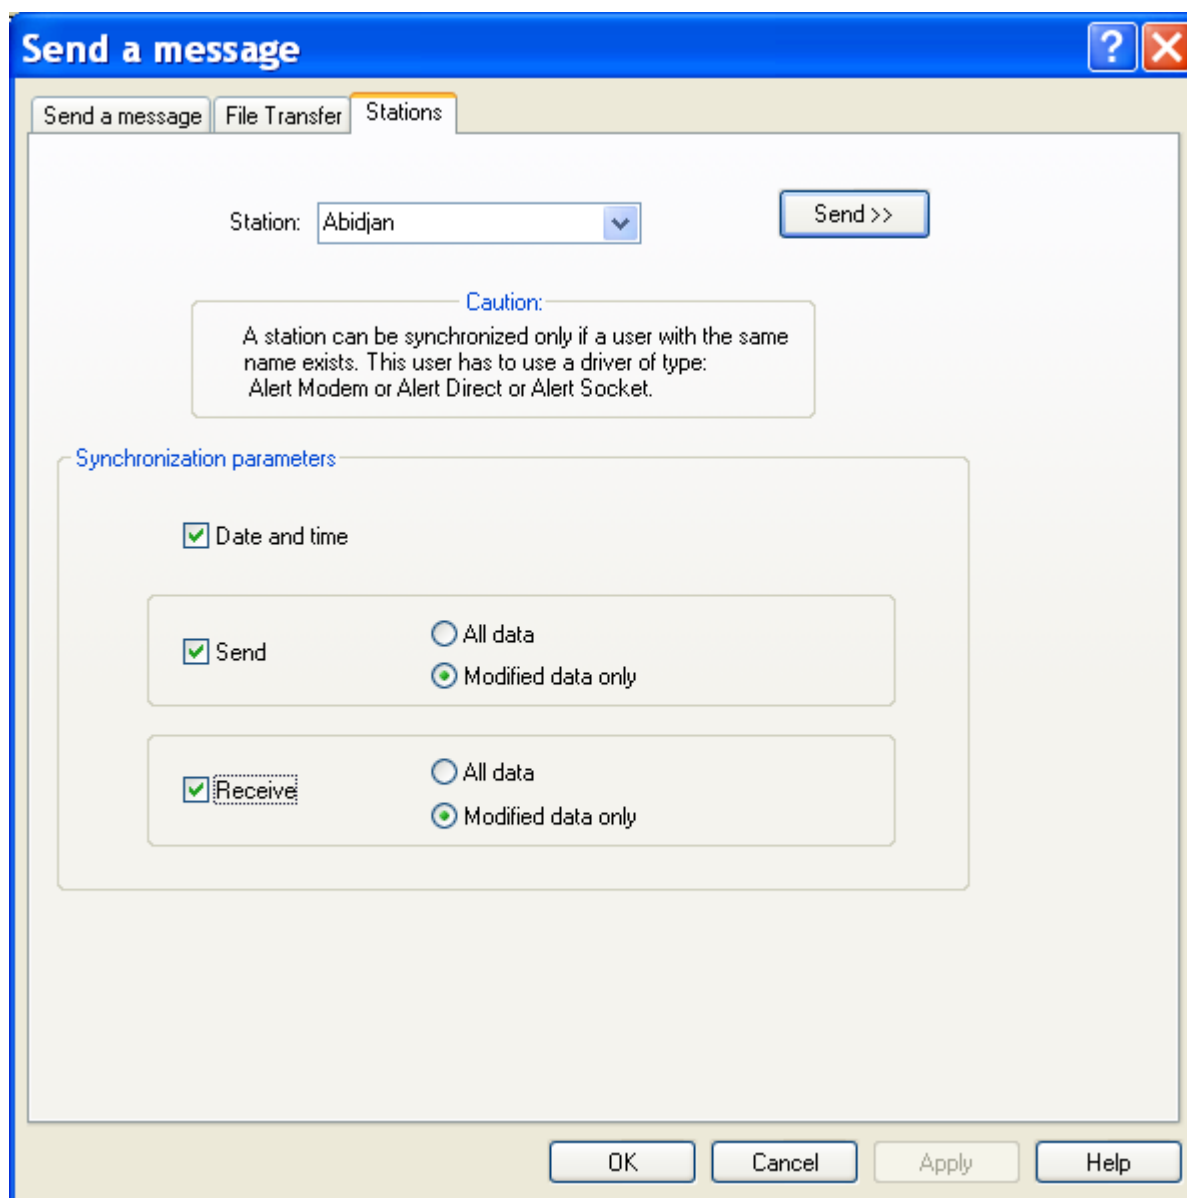 Send a message
Send a message File Transfer Stations
Station: Abidjan Send >>
Caution:
A station can be synchronized only if a user with the same
name exists. This user has to use a driver of type:
Alert Modem or Alert Direct or Alert Socket.
Synchronization parameters
Date and time
All data
Send
Modified data only
All data
Receive
Modified data only
OK Cancel Apply Help